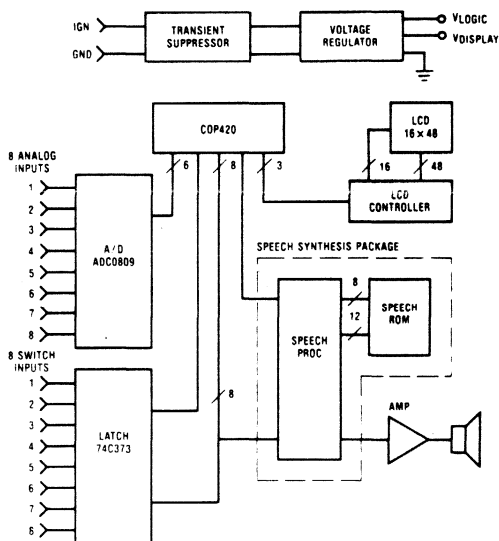 IGN
GND
TRANSIENT
SUPPRESSOR
VOLTAGE
REGULATOR
VLOGIC
VDISPLAY
COP420
6
8
3
LCD
16 × 48
16
48
LCD
CONTROLLER
8 ANALOG
INPUTS
1
2
3
4
5
6
7
8
A/D
ADC0809
SPEECH SYNTHESIS PACKAGE
SPEECH
PROC
8
12
SPEECH
ROM
8 SWITCH
INPUTS
1
2
3
4
5
6
7
8
LATCH
74C373
8
AMP